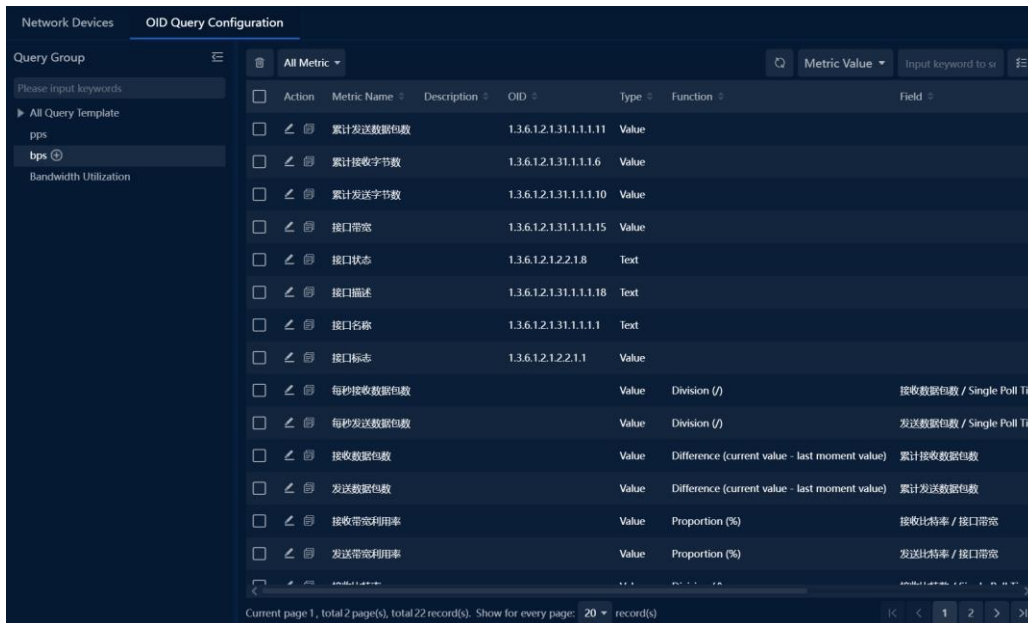 Network Devices OID Query Configuration
Query Group
Please input keywords
All Query Template
pps
bps
Bandwidth Utilization
All Metric Metric Value Input keyword to
Action Metric Name Description OID Type Function Field
累计发送数据包数 1.3.6.1.2.1.31.1.1.1.11 Value
累计接收字节数 1.3.6.1.2.1.31.1.1.1.6 Value
累计发送字节数 1.3.6.1.2.1.31.1.1.1.10 Value
接口带宽 1.3.6.1.2.1.31.1.1.1.15 Value
接口状态 1.3.6.1.2.1.2.2.1.8 Text
接口描述 1.3.6.1.2.1.31.1.1.1.18 Text
接口名称 1.3.6.1.2.1.31.1.1.1.1 Text
接口标志 1.3.6.1.2.1.2.2.1.1 Value
每秒接收数据包数 Value Division (/) 接收数据包数 / Single Poll Ti
每秒发送数据包数 Value Division (/) 发送数据包数 / Single Poll Ti
接收数据包数 Value Difference (current value - last moment value) 累计接收数据包数
发送数据包数 Value Difference (current value - last moment value) 累计发送数据包数
接收带宽利用率 Value Proportion (%) 接收比特率 / 接口带宽
发送带宽利用率 Value Proportion (%) 发送比特率 / 接口带宽
Current page 1, total 2 page(s), total 22 record(s). Show for every page: 20 record(s) 1 2